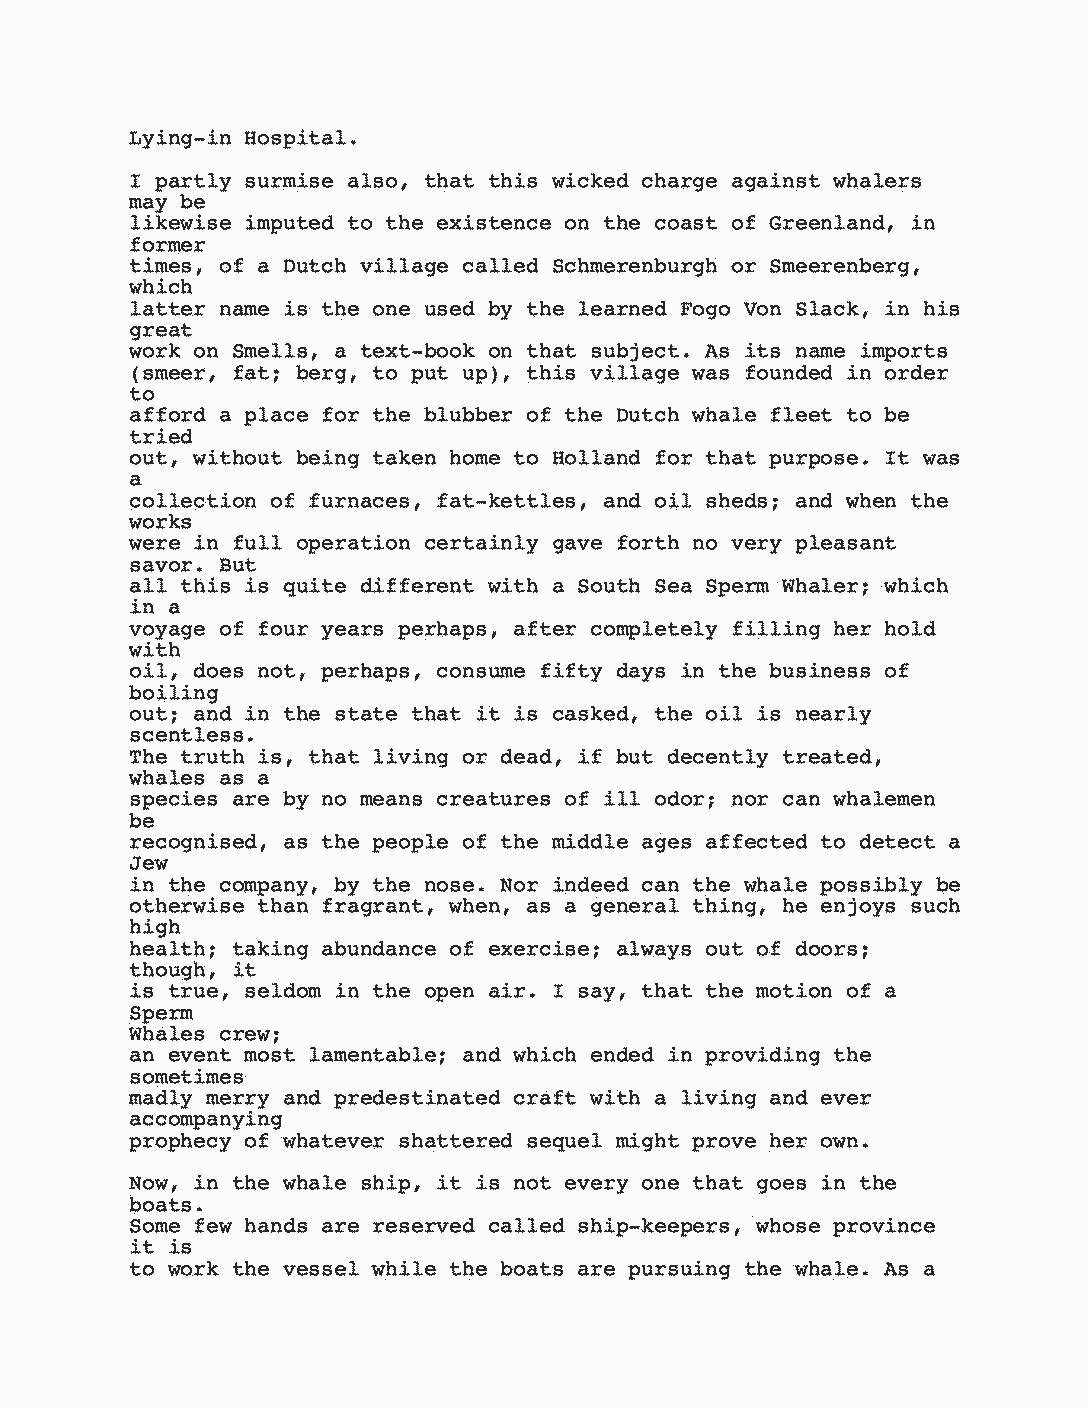 Lying-in Hospital.
I partly surmise also, that this wicked charge against whalers
may be
likewise imputed to the existence on the coast of Greenland, in
former
times, of a Dutch village called Schmerenburgh or Smeerenberg,
which
latter name is the one used by the learned Fogo Von Slack, in his
great
work on Smells, a text-book on that subject. As its name imports
(smeer, fat; berg, to put up), this village was founded in order
to
afford a place for the blubber of the Dutch whale fleet to be
tried
out, without being taken home to Holland for that purpose. It was
a
collection of furnaces, fat-kettles, and oil sheds; and when the
works
were in full operation certainly gave forth no very pleasant
savor. But
all this is quite different with a South Sea Sperm Whaler; which
in a
voyage of four years perhaps, after completely filling her hold
with
oil, does not, perhaps, consume fifty days in the business of
boiling
out; and in the state that it is casked, the oil is nearly
scentless.
The truth is, that living or dead, if but decently treated,
whales as a
species are by no means creatures of ill odor; nor can whalemen
be
recognised, as the people of the middle ages affected to detect a
Jew
in the company, by the nose. Nor indeed can the whale possibly be
otherwise than fragrant, when, as a general thing, he enjoys such
high
health; taking abundance of exercise; always out of doors;
though, it
is true, seldom in the open air. I say, that the motion of a
Sperm
Whales crew;
an event most lamentable; and which ended in providing the
sometimes
madly merry and predestinated craft with a living and ever
accompanying
prophecy of whatever shattered sequel might prove her own.
Now, in the whale ship, it is not every one that goes in the
boats.
Some few hands are reserved called ship-keepers, whose province
it is
to work the vessel while the boats are pursuing the whale. As a